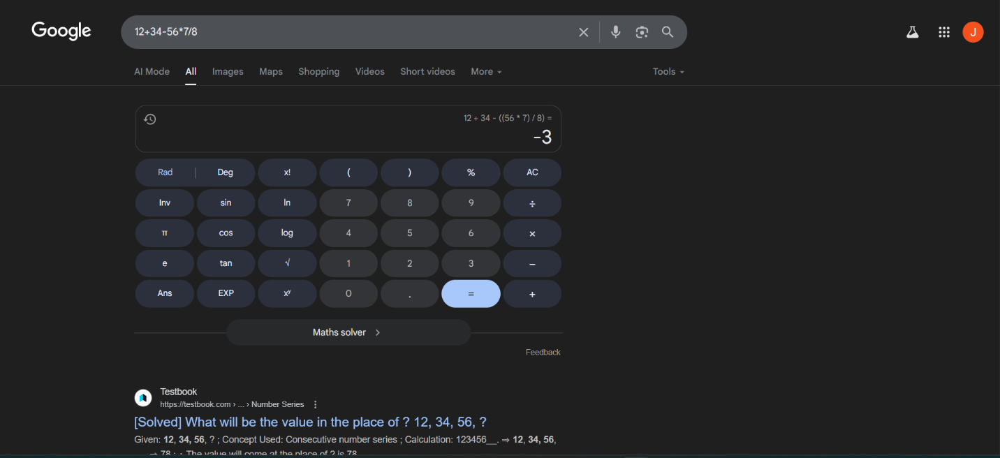 Google
12+34-56*7/8
J
AI Mode All Images Maps Shopping Videos Short videos More Tools
12 + 34 - ((56 * 7) / 8) =
-3
Rad | Deg x! ( ) % AC
Inv sin ln 7 8 9 ÷
π cos log 4 5 6 ×
e tan √ 1 2 3 −
Ans EXP xʸ 0 . = +
Maths solver >
Feedback
Testbook
https://testbook.com › ... › Number Series
[Solved] What will be the value in the place of ? 12, 34, 56, ?
Given: 12, 34, 56, ? ; Concept Used: Consecutive number series ; Calculation: 123456__. ⇒ 12, 34, 56,
⇒ 78 ; ∴ The value will come at the place of ? is 78.